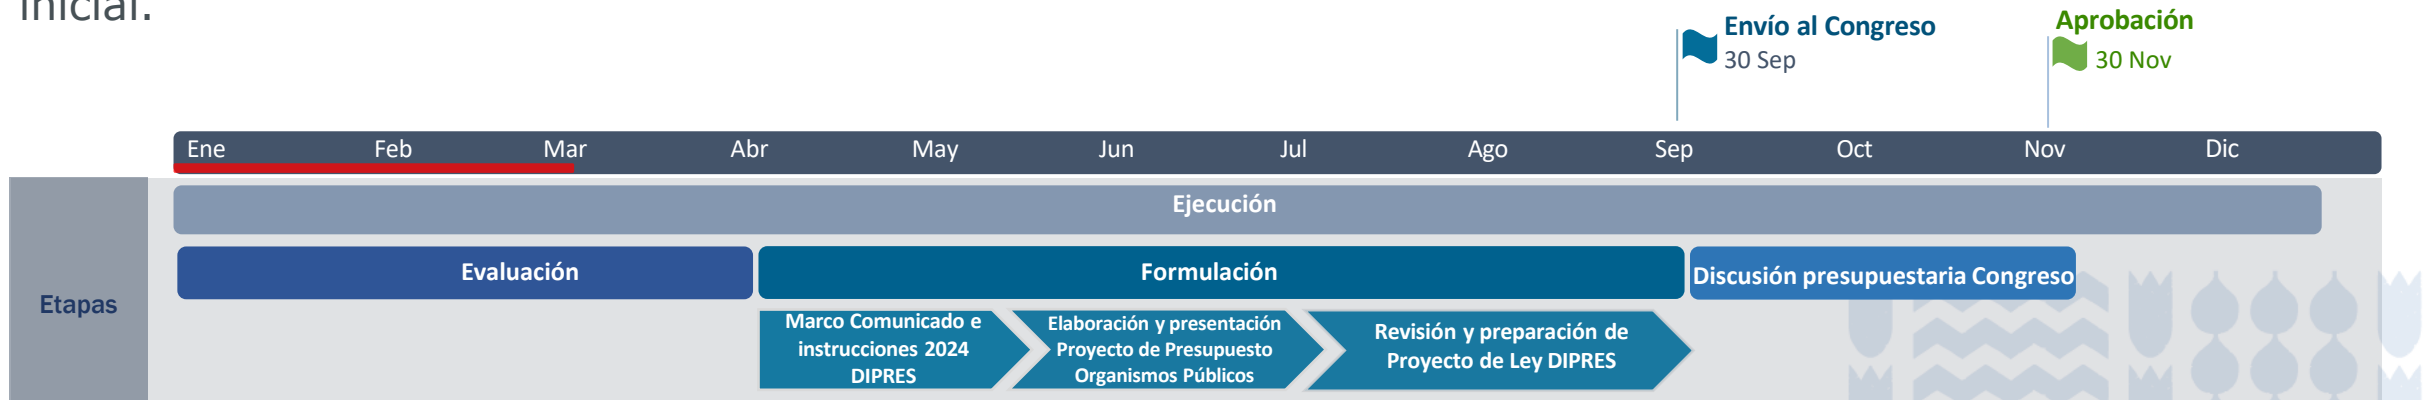 inicial.
Envío al Congreso
30 Sep
Aprobación
30 Nov
Ene Feb Mar Abr May Jun Jul Ago Sep Oct Nov Dic
Etapas
Ejecución
Evaluación
Formulación
Discusión presupuestaria Congreso
Marco Comunicado e
instrucciones 2024
DIPRES
Elaboración y presentación
Proyecto de Presupuesto
Organismos Públicos
Revisión y preparación de
Proyecto de Ley DIPRES